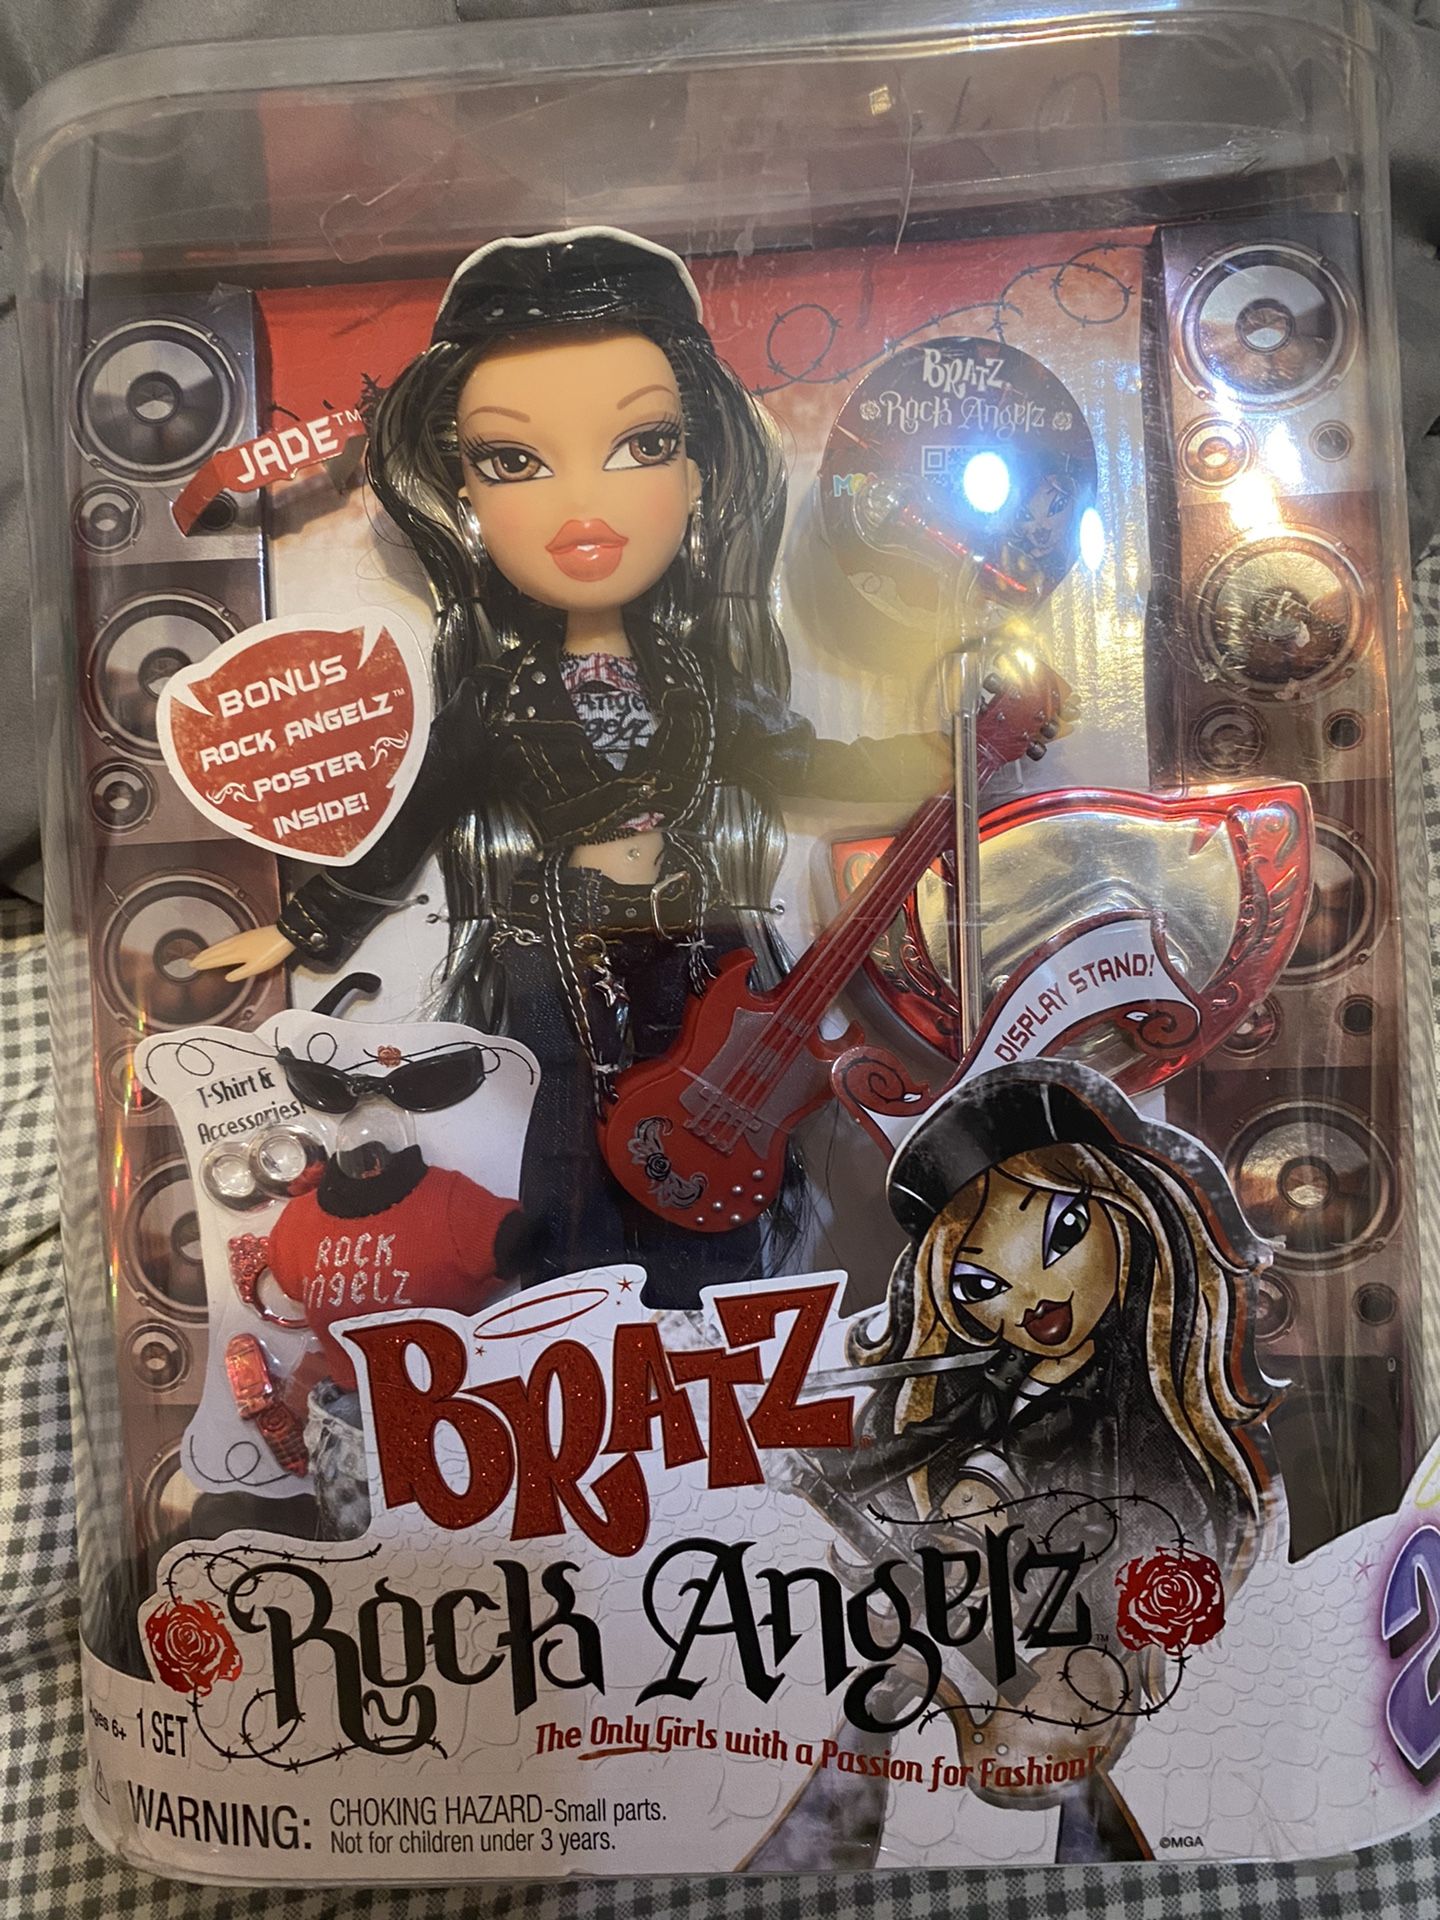 JADE™
BRATZ
Rock Angelz
BONUS
ROCK ANGELZ™
POSTER
INSIDE!
DISPLAY STAND!
T-Shirt &
Accessories!
ROCK
ANGELZ
BRATZ
Rock Angelz™
The Only Girls with a Passion for Fashion!™
Ages 6+ 1 SET
WARNING: CHOKING HAZARD-Small parts.
Not for children under 3 years.
©MGA
2